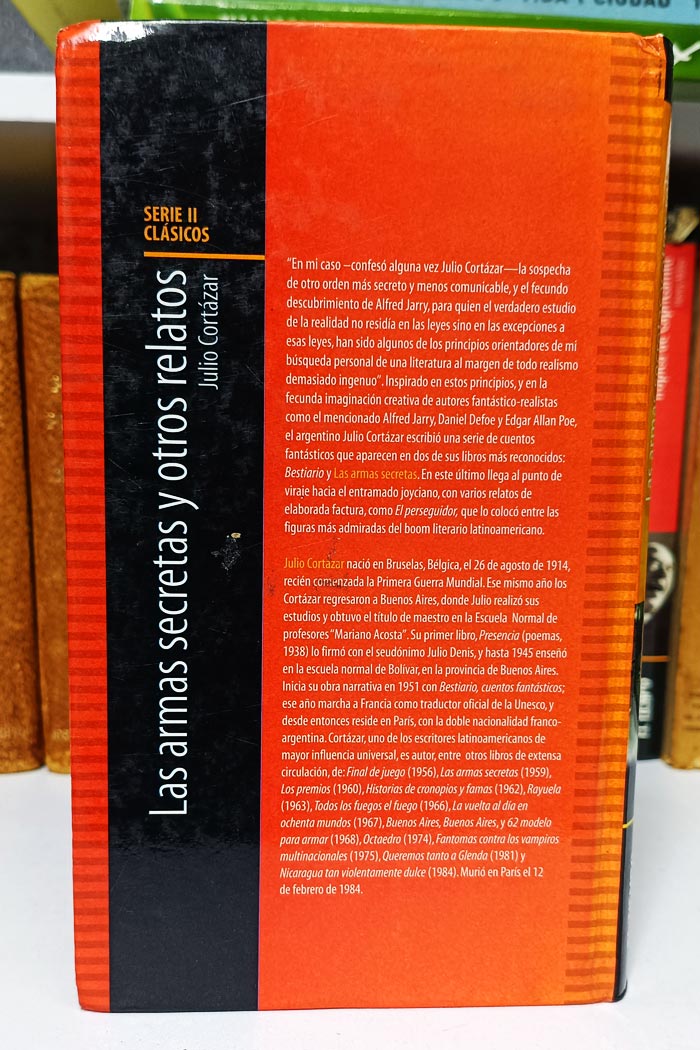 VIDA Y CIUDAD
SERIE II
CLÁSICOS
Las armas secretas y otros relatos
Julio Cortázar
“En mi caso –confesó alguna vez Julio Cortázar—la sospecha
de otro orden más secreto y menos comunicable, y el fecundo
descubrimiento de Alfred Jarry, para quien el verdadero estudio
de la realidad no residía en las leyes sino en las excepciones a
esas leyes, han sido algunos de los principios orientadores de mi
búsqueda personal de una literatura al margen de todo realismo
demasiado ingenuo”. Inspirado en estos principios, y en la
fecunda imaginación creativa de autores fantástico-realistas
como el mencionado Alfred Jarry, Daniel Defoe y Edgar Allan Poe,
el argentino Julio Cortázar escribió una serie de cuentos
fantásticos que aparecen en dos de sus libros más reconocidos:
Bestiario y Las armas secretas. En este último llega al punto de
viraje hacia el entramado joyciano, con varios relatos de
elaborada factura, como El perseguidor, que lo colocó entre las
figuras más admiradas del boom literario latinoamericano.
Julio Cortázar nació en Bruselas, Bélgica, el 26 de agosto de 1914,
recién comenzada la Primera Guerra Mundial. Ese mismo año los
Cortázar regresaron a Buenos Aires, donde Julio realizó sus
estudios y obtuvo el título de maestro en la Escuela Normal de
profesores “Mariano Acosta”. Su primer libro, Presencia (poemas,
1938) lo firmó con el seudónimo Julio Denis, y hasta 1945 enseñó
en la escuela normal de Bolívar, en la provincia de Buenos Aires.
Inicia su obra narrativa en 1951 con Bestiario, cuentos fantásticos;
ese año marcha a Francia como traductor oficial de la Unesco, y
desde entonces reside en París, con la doble nacionalidad franco-
argentina. Cortázar, uno de los escritores latinoamericanos de
mayor influencia universal, es autor, entre otros libros de extensa
circulación, de: Final de juego (1956), Las armas secretas (1959),
Los premios (1960), Historias de cronopios y famas (1962), Rayuela
(1963), Todos los fuegos el fuego (1966), La vuelta al día en
ochenta mundos (1967), Buenos Aires, Buenos Aires, y 62 modelo
para armar (1968), Octaedro (1974), Fantomas contra los vampiros
multinacionales (1975), Queremos tanto a Glenda (1981) y
Nicaragua tan violentamente dulce (1984). Murió en París el 12
de febrero de 1984.